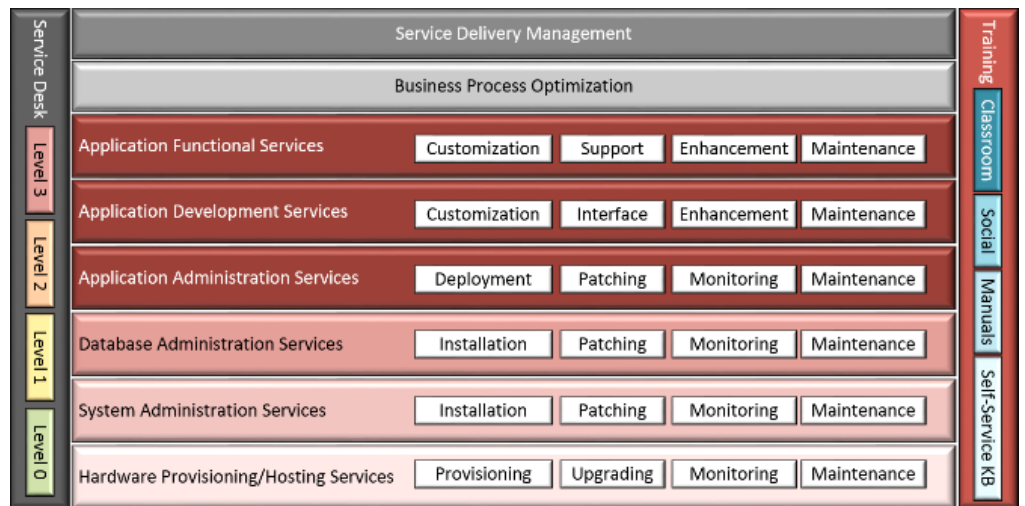 Service Desk
Level 3
Level 2
Level 1
Level 0
Service Delivery Management
Business Process Optimization
Application Functional Services
Customization
Support
Enhancement
Maintenance
Application Development Services
Customization
Interface
Enhancement
Maintenance
Application Administration Services
Deployment
Patching
Monitoring
Maintenance
Database Administration Services
Installation
Patching
Monitoring
Maintenance
System Administration Services
Installation
Patching
Monitoring
Maintenance
Hardware Provisioning/Hosting Services
Provisioning
Upgrading
Monitoring
Maintenance
Training
Classroom
Social
Manuals
Self-Service KB